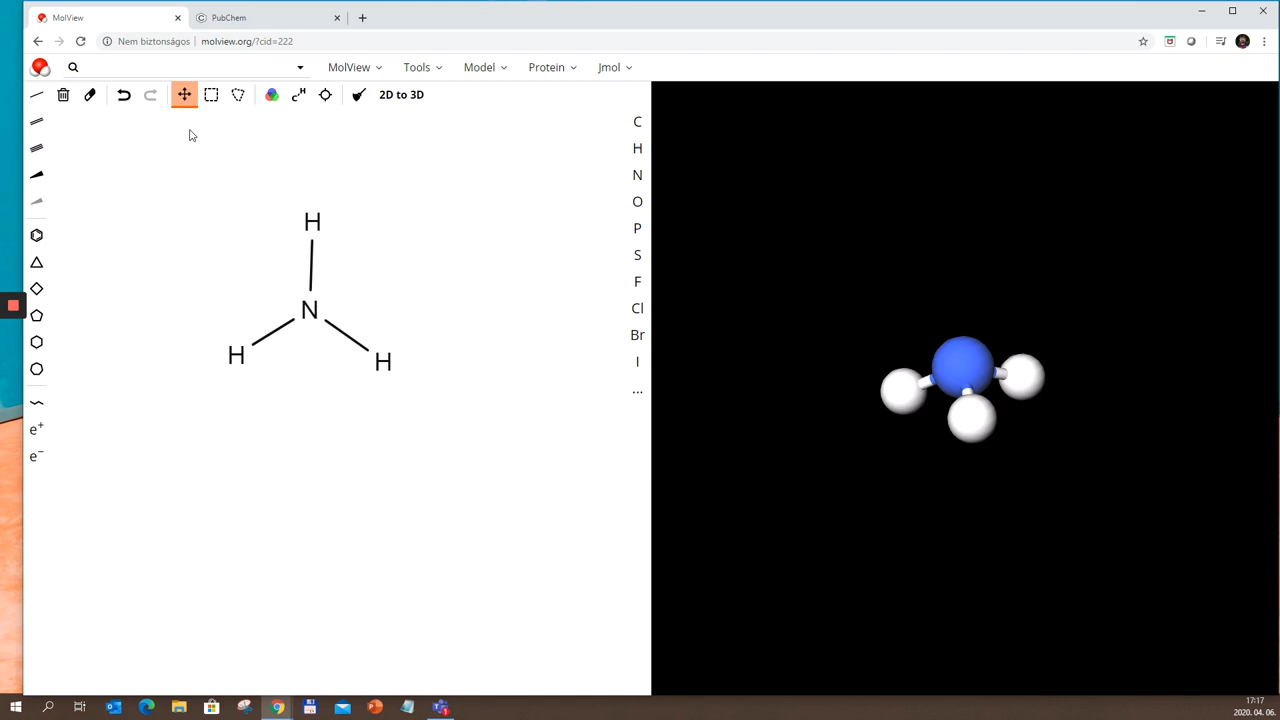 MolView
PubChem
Nem biztonságos | molview.org/?cid=222
MolView Tools Model Protein Jmol
2D to 3D
C
H
N
O
P
S
F
Cl
Br
I
...
H
N
H
H
e+
e−
17:17
2020. 04. 06.